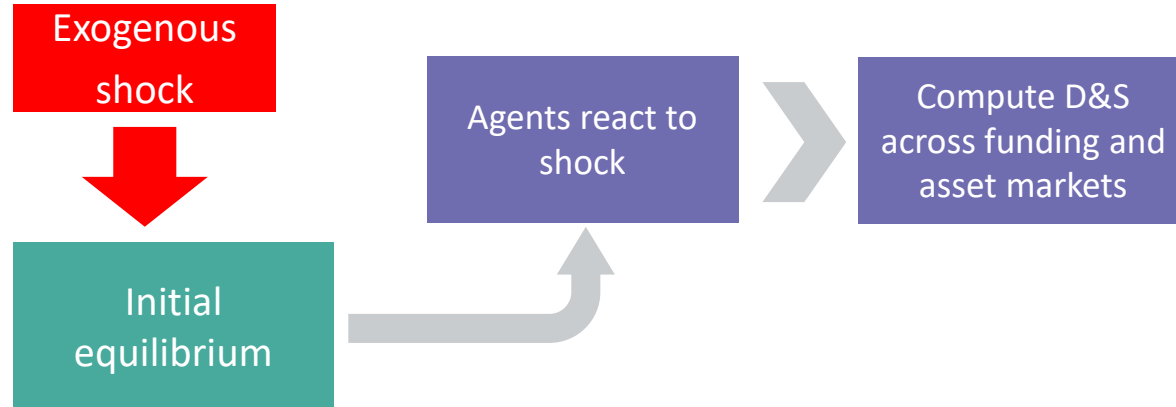 Exogenous
shock
Agents react to
shock
Compute D&S
across funding and
asset markets
Initial
equilibrium